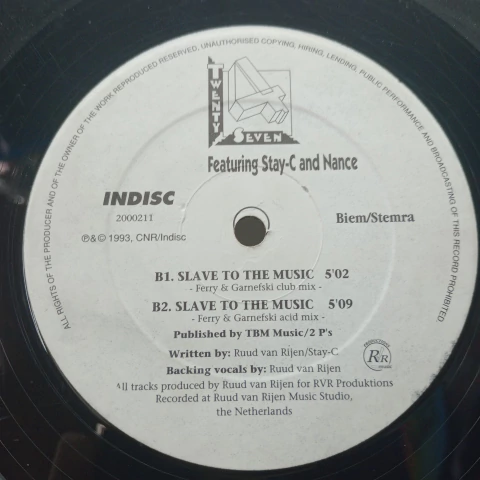 ALL RIGHTS OF THE PRODUCER AND OF THE OWNER OF THE WORK REPRODUCED RESERVED, UNAUTHORISED COPYING, HIRING, LENDING, PUBLIC PERFORMANCE AND BROADCASTING OF THIS RECORD PROHIBITED.
TWENTY
4
SEVEN
Featuring Stay-C and Nance
INDISC
2000211
Biem/Stemra
℗&© 1993, CNR/Indisc
B1. SLAVE TO THE MUSIC 5'02
- Ferry & Garnefski club mix -
B2. SLAVE TO THE MUSIC 5'09
- Ferry & Garnefski acid mix -
Published by TBM Music/2 P's
Written by: Ruud van Rijen/Stay-C
RVR
Backing vocals by: Ruud van Rijen
All tracks produced by Ruud van Rijen for RVR Produktions
Recorded at Ruud van Rijen Music Studio,
the Netherlands